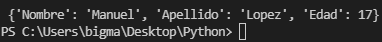 {'Nombre': 'Manuel', 'Apellido': 'Lopez', 'Edad': 17}
PS C:\Users\bigma\Desktop\Python>